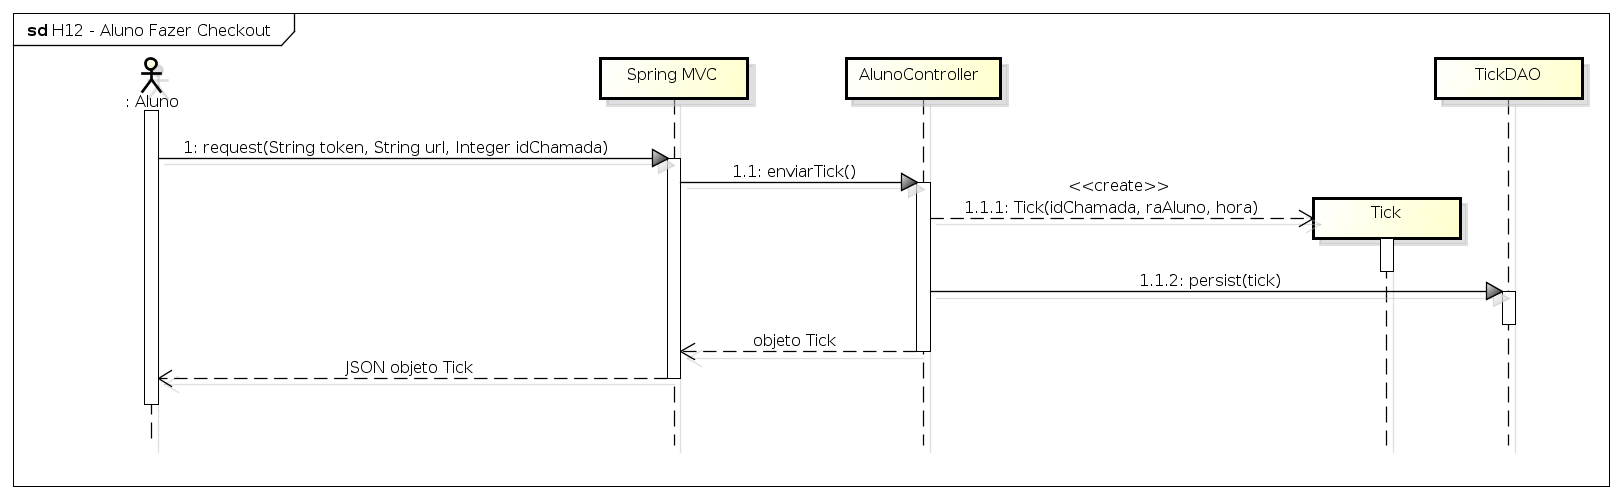 sd H12 - Aluno Fazer Checkout
: Aluno
Spring MVC
AlunoController
TickDAO
1: request(String token, String url, Integer idChamada)
1.1: enviarTick()
<<create>>
1.1.1: Tick(idChamada, raAluno, hora)
Tick
1.1.2: persist(tick)
objeto Tick
JSON objeto Tick